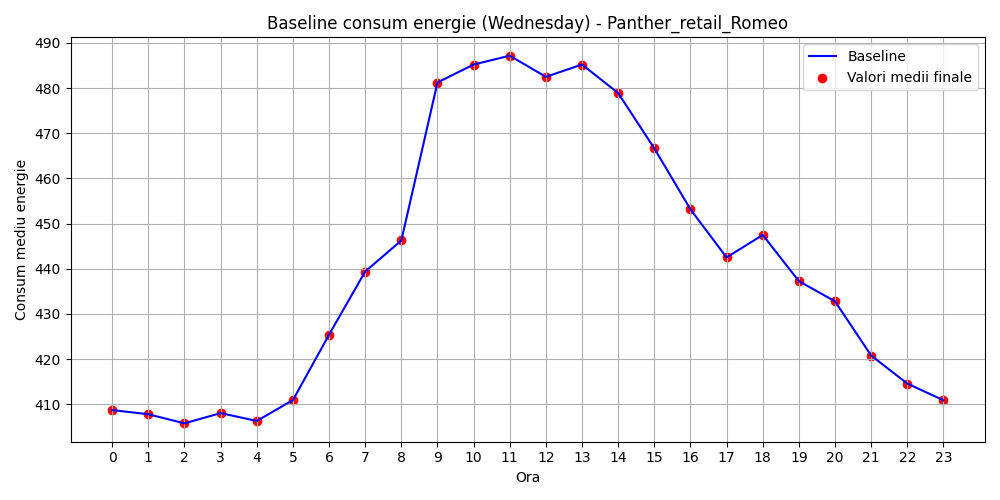 Baseline consum energie (Wednesday) - Panther_retail_Romeo
Baseline
Valori medii finale
Consum mediu energie
490
480
470
460
450
440
430
420
410
0 1 2 3 4 5 6 7 8 9 10 11 12 13 14 15 16 17 18 19 20 21 22 23
Ora